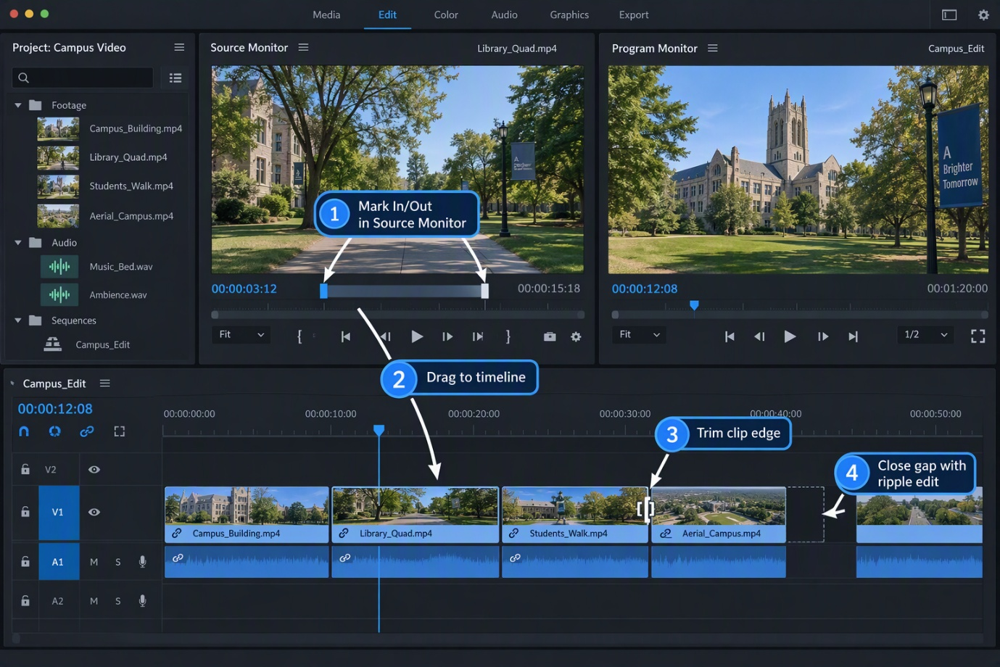 Media
Edit
Color
Audio
Graphics
Export
Project: Campus Video
Footage
Campus_Building.mp4
Library_Quad.mp4
Students_Walk.mp4
Aerial_Campus.mp4
Audio
Music_Bed.wav
Ambience.wav
Sequences
Campus_Edit
Source Monitor
Library_Quad.mp4
A
1
Mark In/Out
in Source Monitor
00:00:03:12
00:00:15:18
Fit
Program Monitor
Campus_Edit
A
Brighter
Tomorrow
00:00:12:08
00:01:20:00
Fit
1/2
2
Drag to timeline
Campus_Edit
00:00:12:08
00:00:00:00
00:00:10:00
00:00:20:00
00:00:30:00
00:00:40:00
00:00:50:00
3
Trim clip edge
4
Close gap with
ripple edit
V2
V1
Campus_Building.mp4
Library_Quad.mp4
Students_Walk.mp4
Aerial_Campus.mp4
A1
M
S
A2
M
S